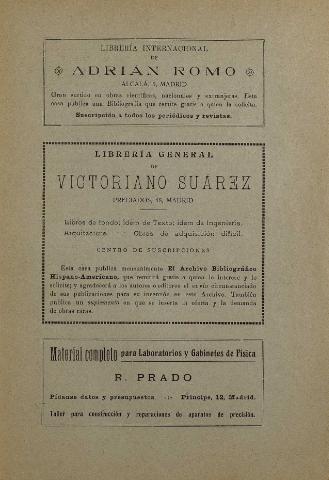 LIBRERÍA INTERNACIONAL
DE
ADRIÁN ROMO
ALCALÁ, 5, MADRID
Gran surtido en obras científicas, nacionales y extranjeras. Esta
casa publica una Bibliografía que remite gratis a quien la solicita.
Suscripción a todos los periódicos y revistas.
LIBRERÍA GENERAL
DE
VICTORIANO SUÁREZ
PRECIADOS, 48, MADRID
Libros de fondo: idem de Texto: idem de Ingeniería.
Arquitectura. Obras de adquisición difícil.
CENTRO DE SUSCRIPCIONES
Esta casa publica mensualmente El Archivo Bibliográfico
Hispano-Americano, que remitirá gratis a quien le interese y lo
solicite; y agradecerá a los autores o editores el envío circunstanciado
de sus publicaciones para su inserción en este Archivo. También
publica un suplemento en que se inserta la oferta y la demanda
de obras raras.
Material completo para Laboratorios y Gabinetes de Física
R. PRADO
Pídanse datos y presupuestos Príncipe, 12, Madrid.
Taller para construcción y reparaciones de aparatos de precisión.